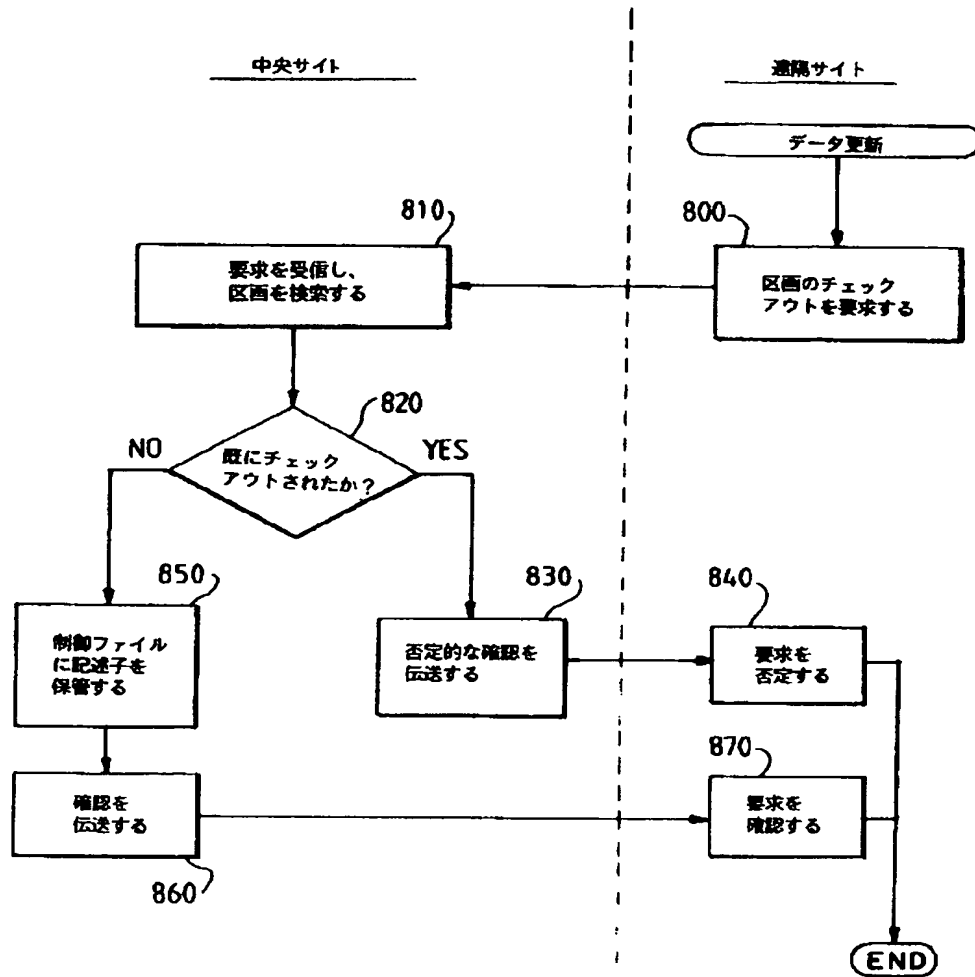 中央サイト
遠隔サイト
データ更新
800
区画のチェック
アウトを要求する
810
要求を受信し、
区画を検索する
820
既にチェック
アウトされたか?
NO
YES
830
否定的な確認を
伝送する
840
要求を
否定する
850
制御ファイル
に記述子を
保管する
860
確認を
伝送する
870
要求を
確認する
END